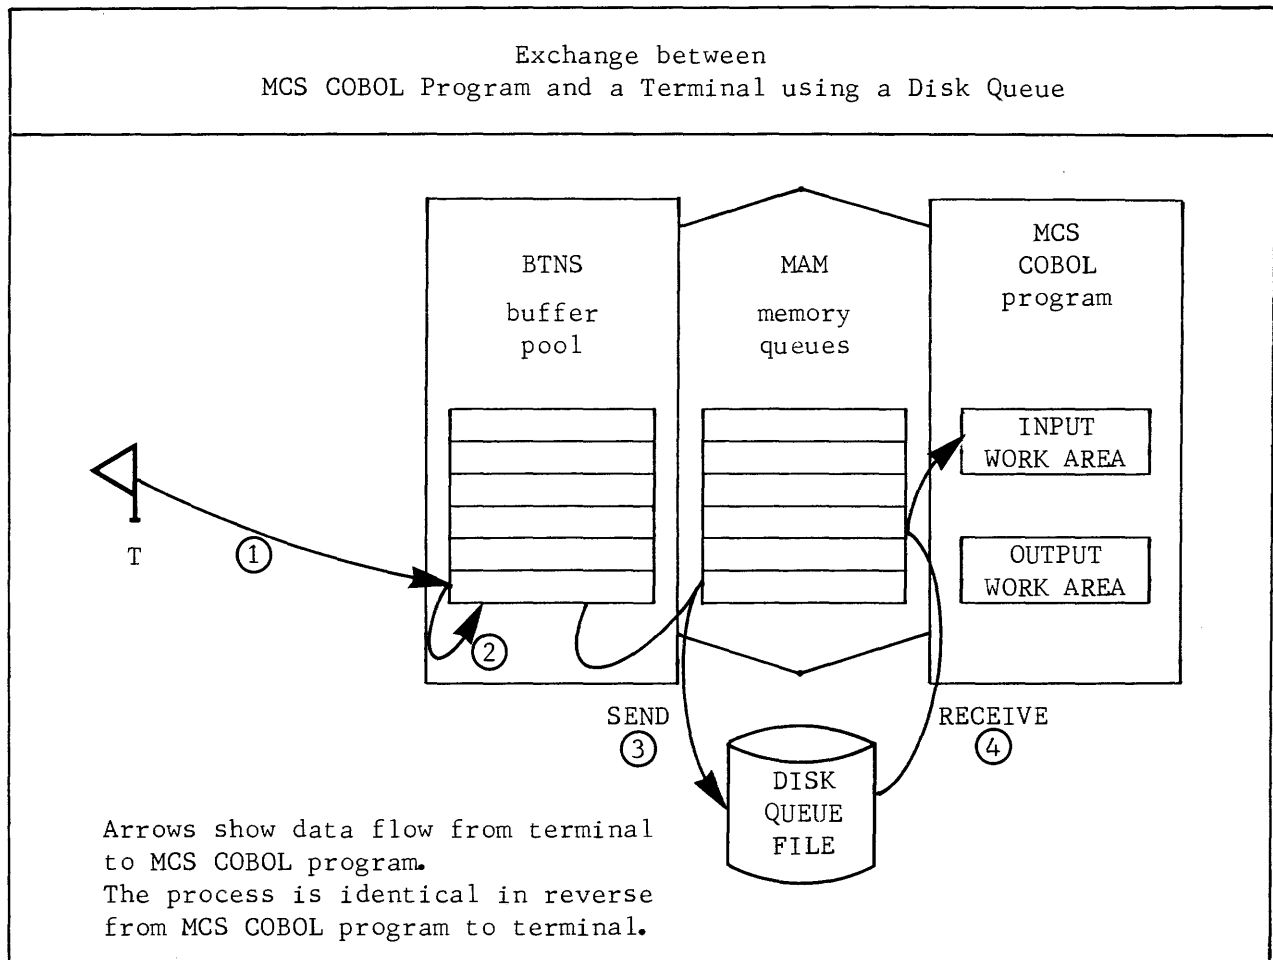 Exchange between
MCS COBOL Program and a Terminal using a Disk Queue
BTNS
buffer
pool
MAM
memory
queues
MCS
COBOL
program
INPUT
WORK AREA
OUTPUT
WORK AREA
T
1
2
SEND
3
RECEIVE
4
DISK
QUEUE
FILE
Arrows show data flow from terminal
to MCS COBOL program.
The process is identical in reverse
from MCS COBOL program to terminal.